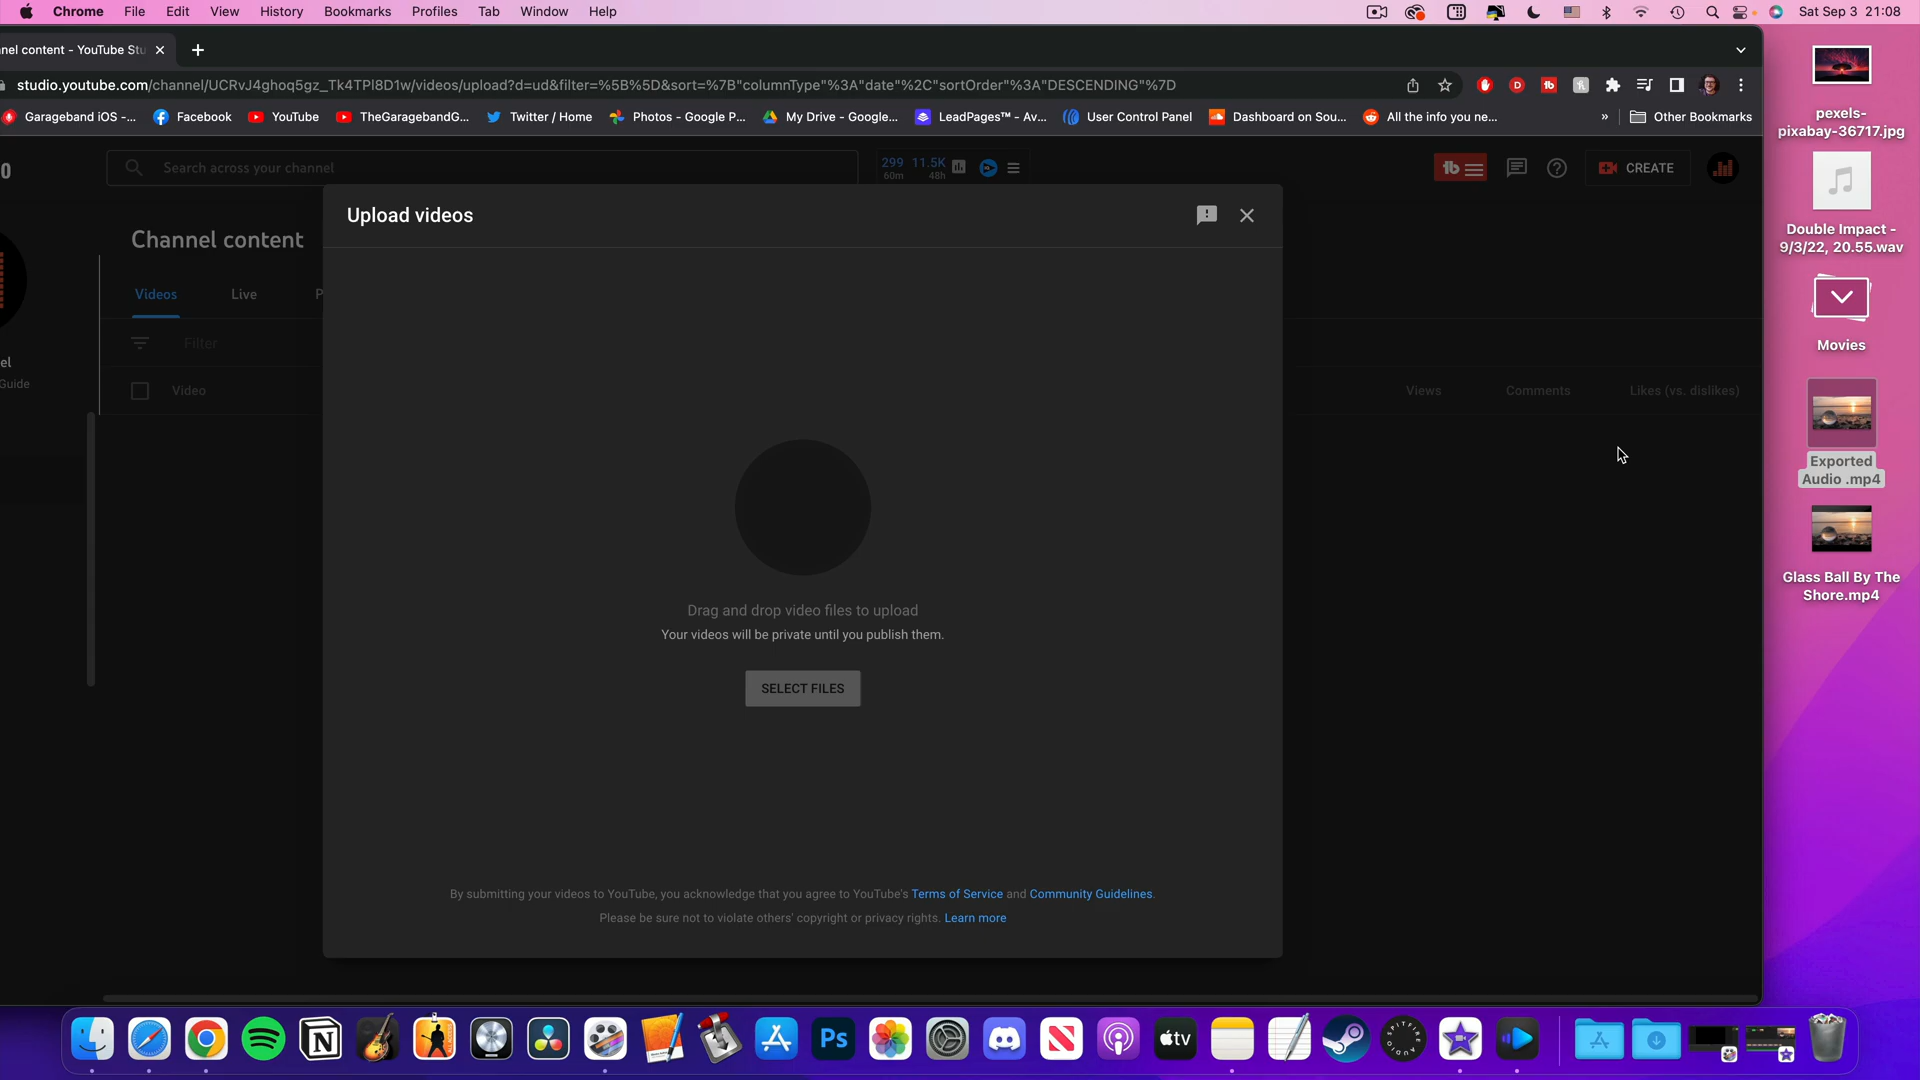 Chrome File Edit View History Bookmarks Profiles Tab Window Help Sat Sep 3 21:08
nel content - YouTube Stu
studio.youtube.com/channel/UCRvJ4ghoq5gz_Tk4TPl8D1w/videos/upload?d=ud&filter=%5B%5D&sort=%7B"columnType"%3A"date"%2C"sortOrder"%3A"DESCENDING"%7D
Garageband iOS -... Facebook YouTube TheGaragebandG... Twitter / Home Photos - Google P... My Drive - Google... LeadPages™ - Av... User Control Panel Dashboard on Sou... All the info you ne... » Other Bookmarks
Search across your channel
299 11.5K
60m 48h
tb
CREATE
Upload videos
Channel content
Videos Live P
Filter
Video
Views Comments Likes (vs. dislikes)
el
Guide
Drag and drop video files to upload
Your videos will be private until you publish them.
SELECT FILES
By submitting your videos to YouTube, you acknowledge that you agree to YouTube's Terms of Service and Community Guidelines.
Please be sure not to violate others' copyright or privacy rights. Learn more
pexels-
pixabay-36717.jpg
Double Impact -
9/3/22, 20.55.wav
Movies
Exported
Audio .mp4
Glass Ball By The
Shore.mp4
Ps
tv
SPITFIRE AUDIO